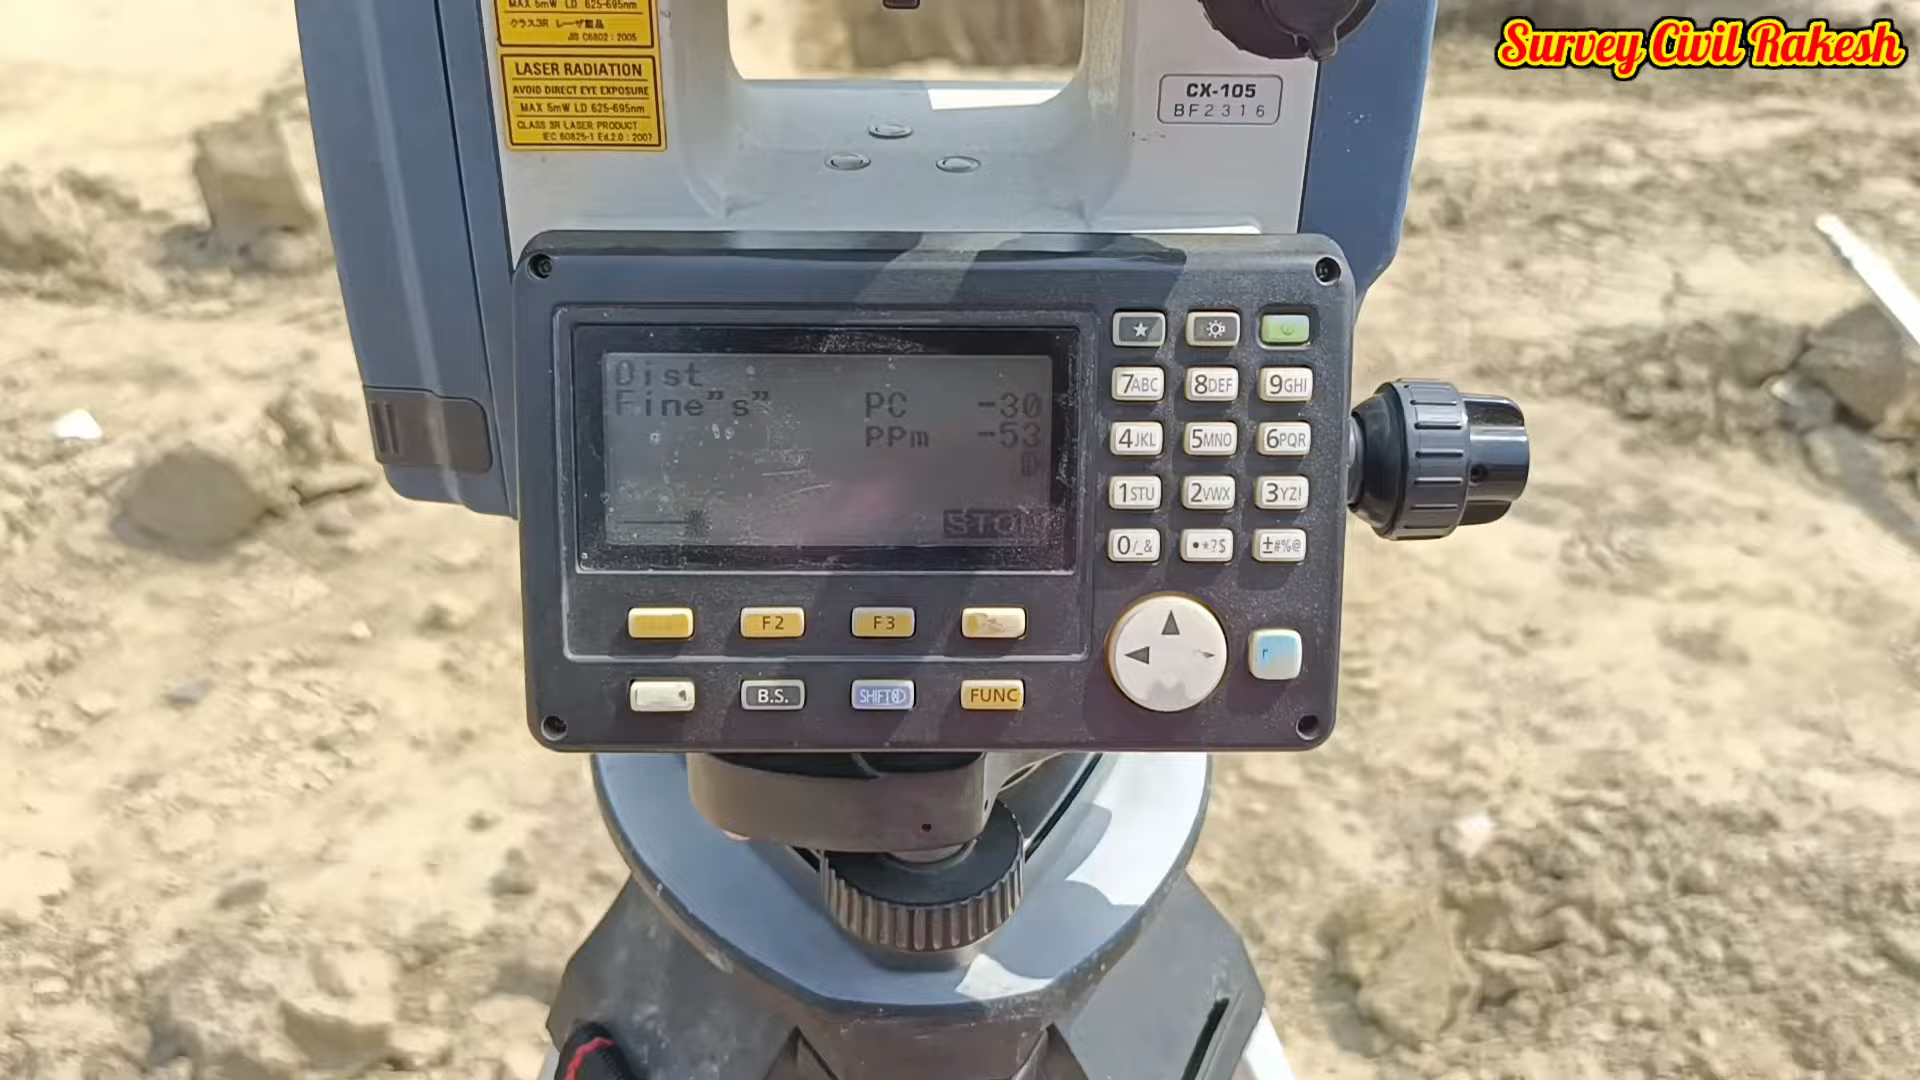 MAX 5mW LD 625-695nm
クラス3R レーザ製品
JIS C6802 : 2005
LASER RADIATION
AVOID DIRECT EYE EXPOSURE
MAX 5mW LD 625-695nm
CLASS 3R LASER PRODUCT
IEC 60825-1 Ed.2.0 : 2007
Survey Civil Rakesh
CX-105
BF2316
Dist
Fine"s" PC -30
ppm -53
STOP
7ABC 8DEF 9GHI
4JKL 5MNO 6PQR
1STU 2VWX 3YZ!
0/_& •*?$ ±#%@
F2 F3
B.S. SHIFT FUNC